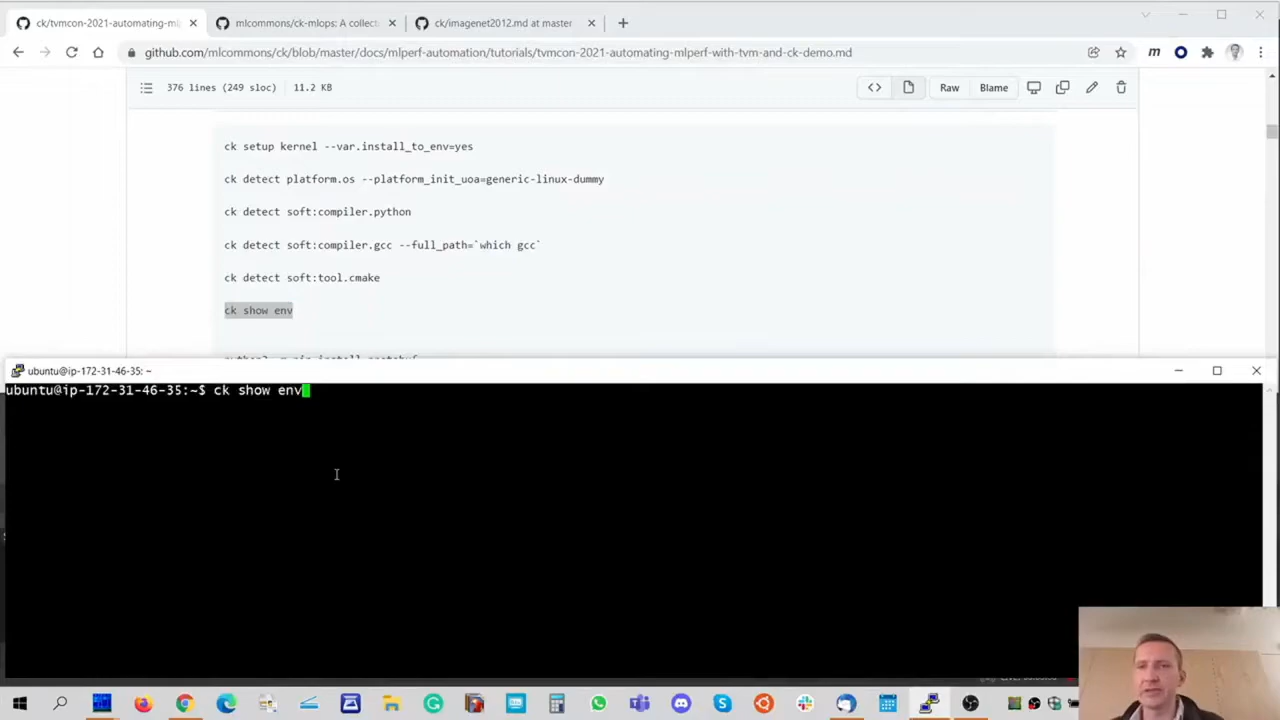 ck/tvmcon-2021-automating-ml
mlcommons/ck-mlops: A collect
ck/imagenet2012.md at master
github.com/mlcommons/ck/blob/master/docs/mlperf-automation/tutorials/tvmcon-2021-automating-mlperf-with-tvm-and-ck-demo.md
376 lines (249 sloc) 11.2 KB
Raw
Blame
ck setup kernel --var.install_to_env=yes
ck detect platform.os --platform_init_uoa=generic-linux-dummy
ck detect soft:compiler.python
ck detect soft:compiler.gcc --full_path=`which gcc`
ck detect soft:tool.cmake
ck show env
ubuntu@ip-172-31-46-35: ~
ubuntu@ip-172-31-46-35:~$ ck show env